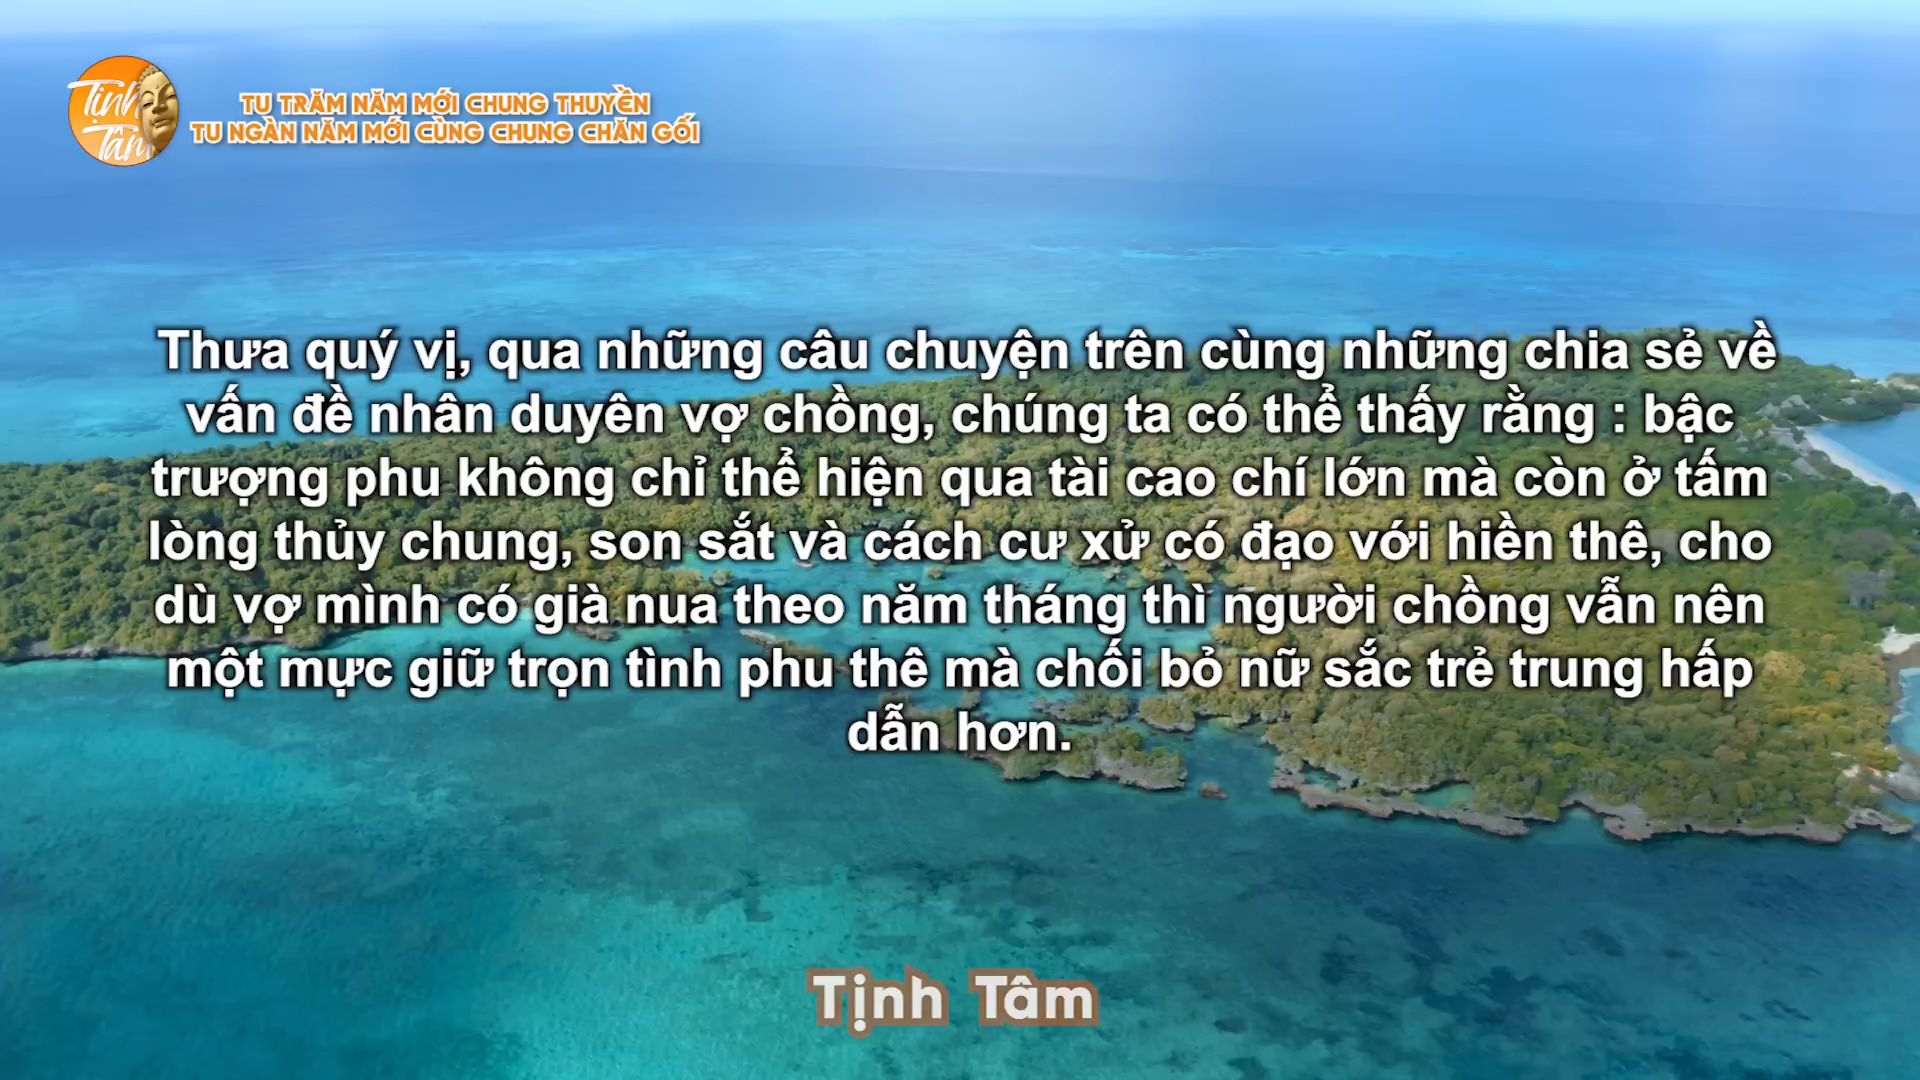 Tịnh
Tâm
TU TRĂM NĂM MỚI CHUNG THUYỀN
TU NGÀN NĂM MỚI CÙNG CHUNG CHĂN GỐI
Thưa quý vị, qua những câu chuyện trên cùng những chia sẻ về
vấn đề nhân duyên vợ chồng, chúng ta có thể thấy rằng : bậc
trượng phu không chỉ thể hiện qua tài cao chí lớn mà còn ở tấm
lòng thủy chung, son sắt và cách cư xử có đạo với hiền thê, cho
dù vợ mình có già nua theo năm tháng thì người chồng vẫn nên
một mực giữ trọn tình phu thê mà chối bỏ nữ sắc trẻ trung hấp
dẫn hơn.
Tịnh Tâm